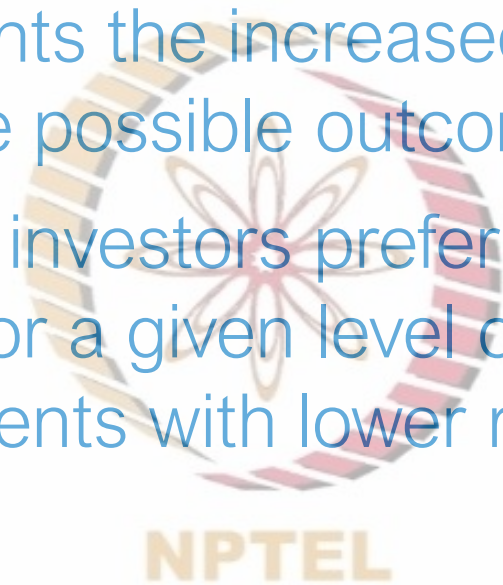 nts the increased
e possible outcor
investors prefer
or a given level o
ents with lower r
NPTEL